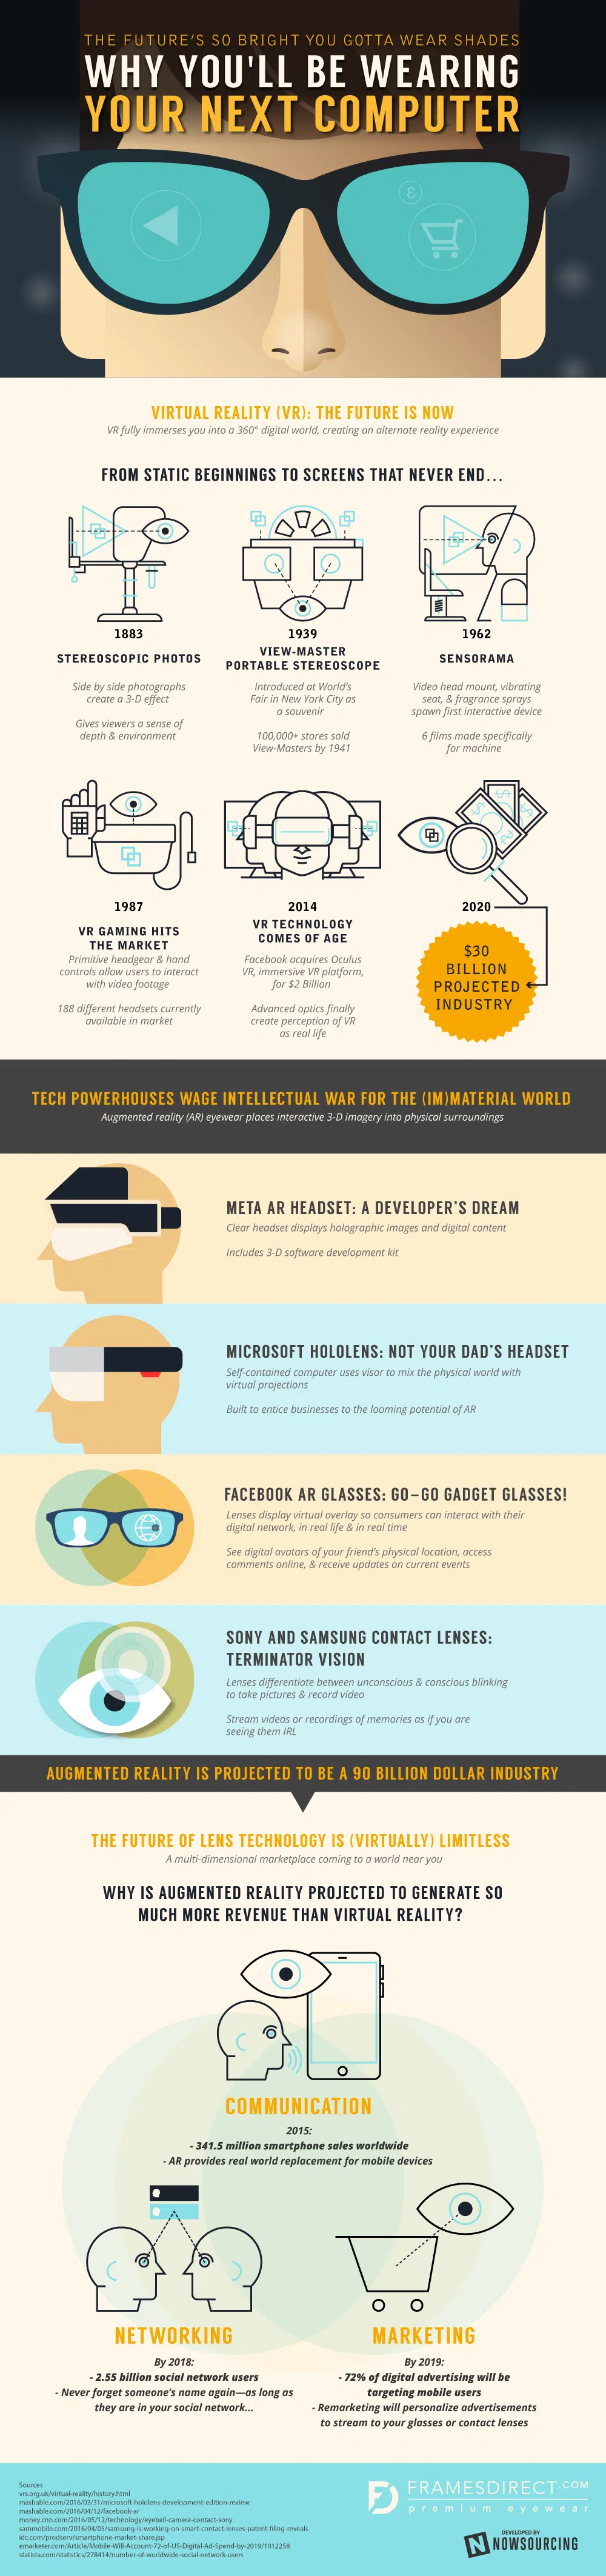 THE FUTURE'S SO BRIGHT YOU GOTTA WEAR SHADES
WHY YOU'LL BE WEARING
YOUR NEXT COMPUTER
VIRTUAL REALITY (VR): THE FUTURE IS NOW
VR fully immerses you into a 360° digital world, creating an alternate reality experience
FROM STATIC BEGINNINGS TO SCREENS THAT NEVER END...
1883
STEREOSCOPIC PHOTOS
Side by side photographs
create a 3-D effect
Gives viewers a sense of
depth & environment
1939
VIEW-MASTER
PORTABLE STEREOSCOPE
Introduced at World's
Fair in New York City as
a souvenir
100,000+ stores sold
View-Masters by 1941
1962
SENSORAMA
Video head mount, vibrating
seat, & fragrance sprays
spawn first interactive device
6 films made specifically
for machine
1987
VR GAMING HITS
THE MARKET
Primitive headgear & hand
controls allow users to interact
with video footage
188 different headsets currently
available in market
2014
VR TECHNOLOGY
COMES OF AGE
Facebook acquires Oculus
VR, immersive VR platform,
for $2 Billion
Advanced optics finally
create perception of VR
as real life
2020
$30
BILLION
PROJECTED
INDUSTRY
TECH POWERHOUSES WAGE INTELLECTUAL WAR FOR THE (IM)MATERIAL WORLD
Augmented reality (AR) eyewear places interactive 3-D imagery into physical surroundings
META AR HEADSET: A DEVELOPER'S DREAM
Clear headset displays holographic images and digital content
Includes 3-D software development kit
MICROSOFT HOLOLENS: NOT YOUR DAD'S HEADSET
Self-contained computer uses visor to mix the physical world with
virtual projections
Built to entice businesses to the looming potential of AR
FACEBOOK AR GLASSES: GO–GO GADGET GLASSES!
Lenses display virtual overlay so consumers can interact with their
digital network, in real life & in real time
See digital avatars of your friend's physical location, access
comments online, & receive updates on current events
SONY AND SAMSUNG CONTACT LENSES:
TERMINATOR VISION
Lenses differentiate between unconscious & conscious blinking
to take pictures & record video
Stream videos or recordings of memories as if you are
seeing them IRL
AUGMENTED REALITY IS PROJECTED TO BE A 90 BILLION DOLLAR INDUSTRY
THE FUTURE OF LENS TECHNOLOGY IS (VIRTUALLY) LIMITLESS
A multi-dimensional marketplace coming to a world near you
WHY IS AUGMENTED REALITY PROJECTED TO GENERATE SO
MUCH MORE REVENUE THAN VIRTUAL REALITY?
COMMUNICATION
2015:
- 341.5 million smartphone sales worldwide
- AR provides real world replacement for mobile devices
NETWORKING
By 2018:
- 2.55 billion social network users
- Never forget someone's name again—as long as
they are in your social network...
MARKETING
By 2019:
- 72% of digital advertising will be
targeting mobile users
- Remarketing will personalize advertisements
to stream to your glasses or contact lenses
Sources
vrs.org.uk/virtual-reality/history.html
mashable.com/2016/03/31/microsoft-hololens-development-edition-review
mashable.com/2016/04/12/facebook-ar
money.cnn.com/2016/05/12/technology/eyeball-camera-contact-sony
sammobile.com/2016/04/05/samsung-is-working-on-smart-contact-lenses-patent-filing-reveals
idc.com/prodserv/smartphone-market-share.jsp
emarketer.com/Article/Mobile-Will-Account-72-of-US-Digital-Ad-Spend-by-2019/1012258
statista.com/statistics/278414/number-of-worldwide-social-network-users
FRAMESDIRECT.COM
premium eyewear
DEVELOPED BY
NOWSOURCING